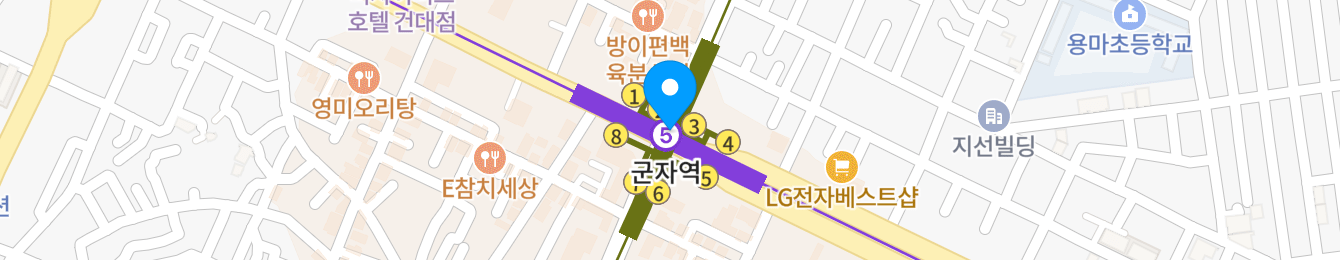 호텔 건대점
방이편백
육분
용마초등학교
영미오리탕
1
3
5
8
4
지선빌딩
군자역
E참치세상
5
6
LG전자베스트샵
션